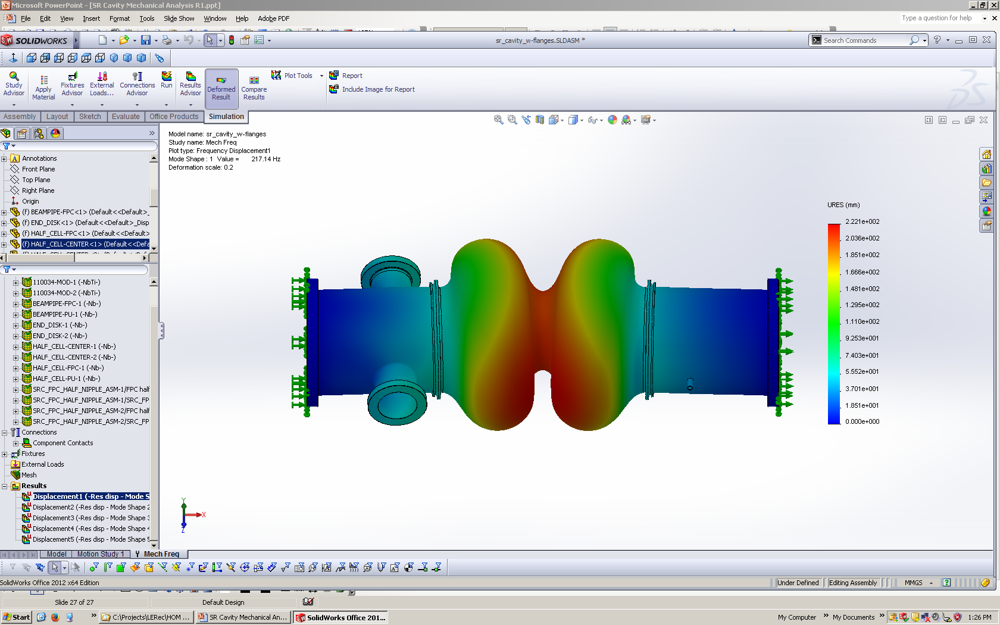 Microsoft PowerPoint - [SR Cavity Mechanical Analysis R1.ppt]
File Edit View Insert Format Tools Slide Show Window Help Adobe PDF
Type a question for help
SOLIDWORKS
sr_cavity_w-flanges.SLDASM *
Search Commands
Study Advisor
Apply Material
Fixtures Advisor
External Loads...
Connections Advisor
Run
Results Advisor
Deformed Result
Compare Results
Plot Tools
Report
Include Image for Report
Assembly Layout Sketch Evaluate Office Products Simulation
Model name: sr_cavity_w-flanges
Study name: Mech Freq
Plot type: Frequency Displacement1
Mode Shape : 1 Value = 217.14 Hz
Deformation scale: 0.2
Annotations
Front Plane
Top Plane
Right Plane
Origin
(f) BEAMPIPE-FPC<1> (Default<<Default>_
(f) END_DISK<1> (Default<<Default>_Disp
(f) HALF_CELL-FPC<1> (Default<<Default>
(f) HALF_CELL-CENTER<1> (Default<<Defa
110034-MOD-1 (-NbTi-)
110034-MOD-2 (-NbTi-)
BEAMPIPE-FPC-1 (-Nb-)
BEAMPIPE-PU-1 (-Nb-)
END_DISK-1 (-Nb-)
END_DISK-2 (-Nb-)
HALF_CELL-CENTER-1 (-Nb-)
HALF_CELL-CENTER-2 (-Nb-)
HALF_CELL-FPC-1 (-Nb-)
HALF_CELL-PU-1 (-Nb-)
SRC_FPC_HALF_NIPPLE_ASM-1/FPC half
SRC_FPC_HALF_NIPPLE_ASM-1/SRC_FP
SRC_FPC_HALF_NIPPLE_ASM-2/FPC half
SRC_FPC_HALF_NIPPLE_ASM-2/SRC_FP
Connections
Component Contacts
Fixtures
External Loads
Mesh
Results
Displacement1 (-Res disp - Mode S
Displacement2 (-Res disp - Mode Shape 2
Displacement3 (-Res disp - Mode Shape 3
Displacement4 (-Res disp - Mode Shape 4
Displacement5 (-Res disp - Mode Shape 5
URES (mm)
2.221e+002
2.036e+002
1.851e+002
1.666e+002
1.481e+002
1.295e+002
1.110e+002
9.253e+001
7.403e+001
5.552e+001
3.701e+001
1.851e+001
0.000e+000
Y
X
Z
Model Motion Study 1 Mech Freq
SolidWorks Office 2012 x64 Edition
Under Defined Editing Assembly MMGS
Slide 27 of 27 Default Design
Start C:\Projects\LERec\HOM ... SR Cavity Mechanical An... SolidWorks Office 201... My Computer My Documents 1:26 PM